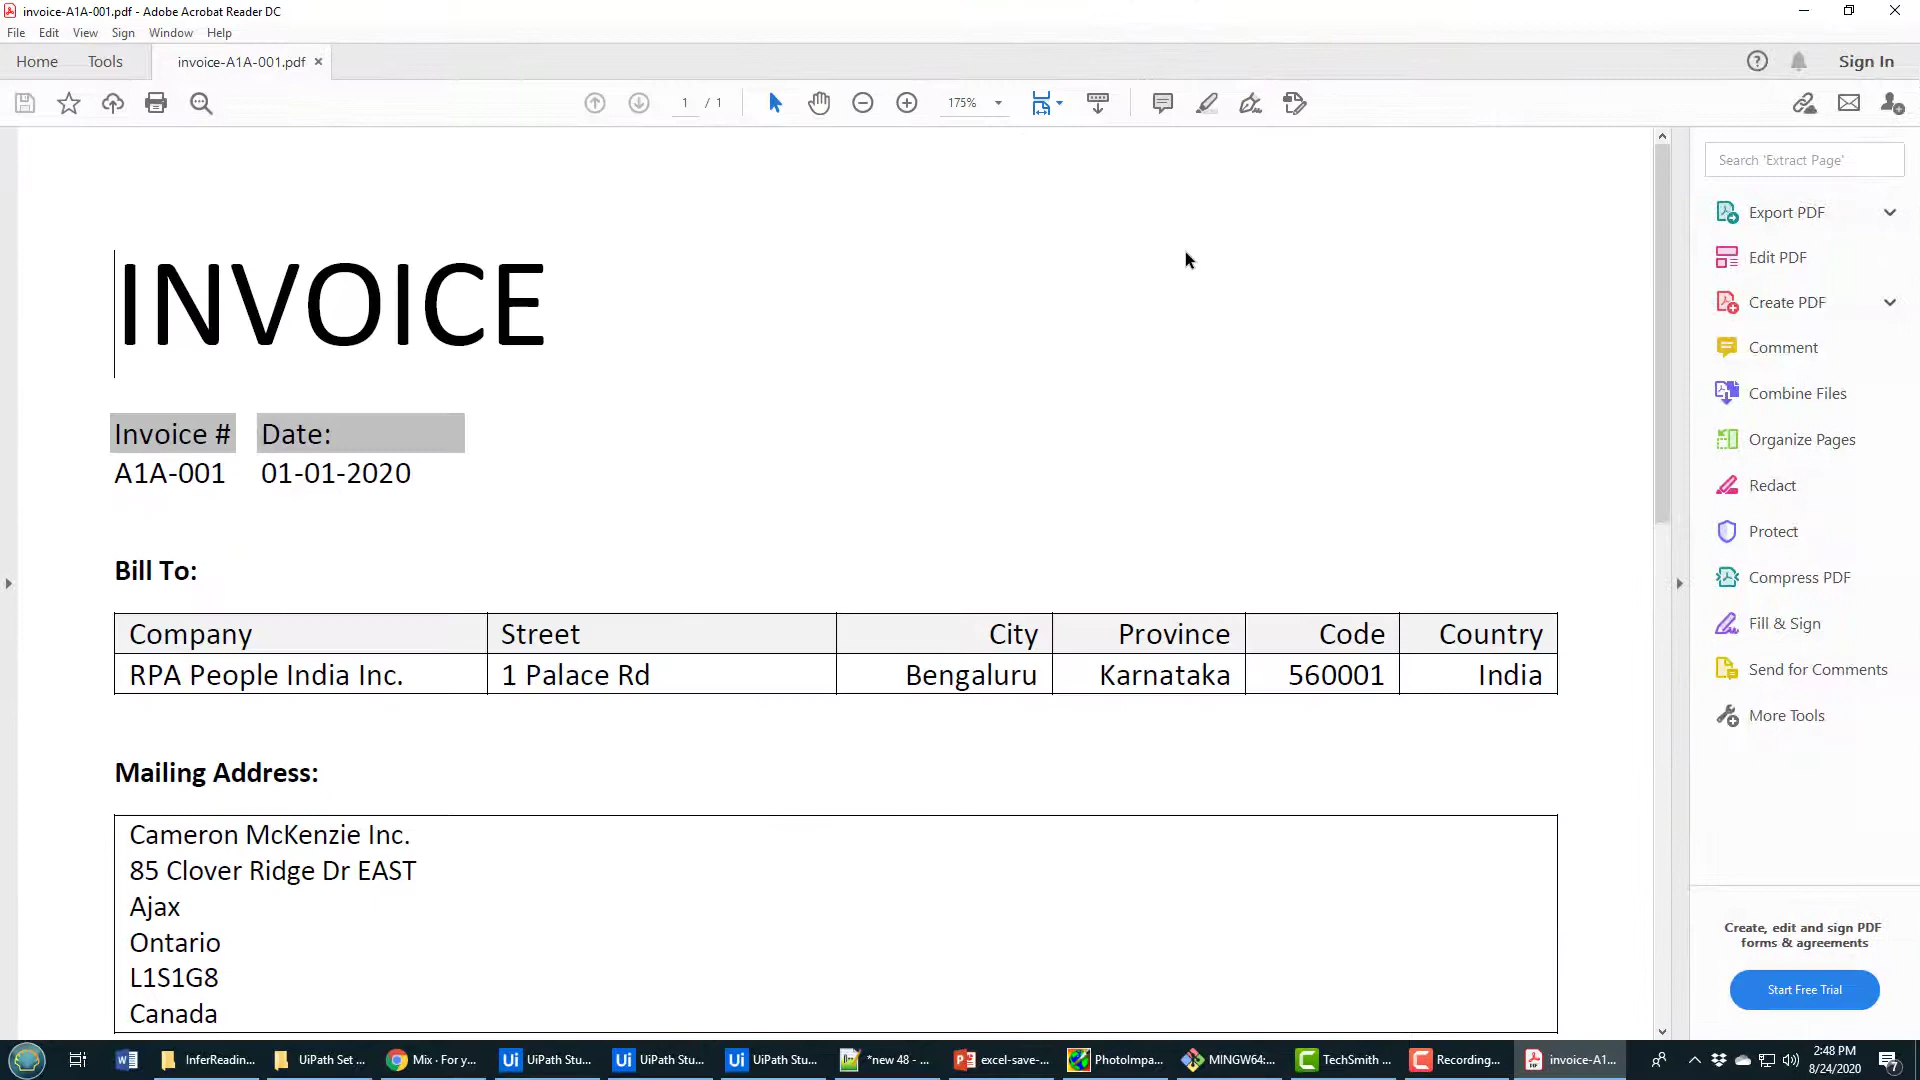 invoice-A1A-001.pdf - Adobe Acrobat Reader DC
File Edit View Sign Window Help
Home Tools invoice-A1A-001.pdf × Sign In
1 / 1 175%
Search 'Extract Page'
Export PDF
Edit PDF
Create PDF
Comment
Combine Files
Organize Pages
Redact
Protect
Compress PDF
Fill & Sign
Send for Comments
More Tools
Create, edit and sign PDF
forms & agreements
Start Free Trial
INVOICE
Invoice # Date:
A1A-001 01-01-2020
Bill To:
Company Street City Province Code Country
RPA People India Inc. 1 Palace Rd Bengaluru Karnataka 560001 India
Mailing Address:
Cameron McKenzie Inc.
85 Clover Ridge Dr EAST
Ajax
Ontario
L1S1G8
Canada
InferReadin... UiPath Set ... Mix · For y... UiPath Stu... UiPath Stu... UiPath Stu... *new 48 - ... excel-save-... PhotoImpa... MINGW64:... TechSmith ... Recording... invoice-A1...
2:48 PM
8/24/2020
7